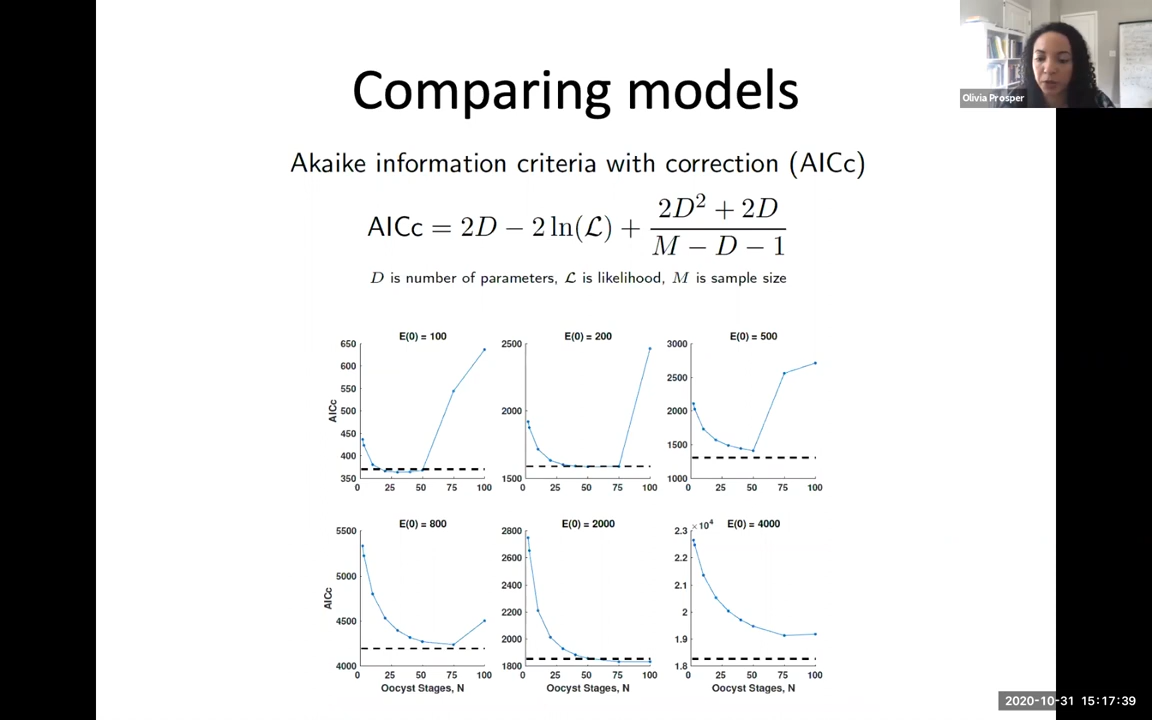 Comparing models
Olivia Prosper
Akaike information criteria with correction (AICc)
AICc = 2D − 2 ln(ℒ) + (2D² + 2D) / (M − D − 1)
D is number of parameters, ℒ is likelihood, M is sample size
E(0) = 100
650
600
550
500
450
400
350
AICc
0 25 50 75 100
E(0) = 200
2500
2000
1500
0 25 50 75 100
E(0) = 500
3000
2500
2000
1500
1000
0 25 50 75 100
E(0) = 800
5500
5000
4500
4000
AICc
0 25 50 75 100
Oocyst Stages, N
E(0) = 2000
2800
2600
2400
2200
2000
1800
0 25 50 75 100
Oocyst Stages, N
×10⁴ E(0) = 4000
2.3
2.2
2.1
2
1.9
1.8
0 25 50 75 100
Oocyst Stages, N
2020-10-31 15:17:39